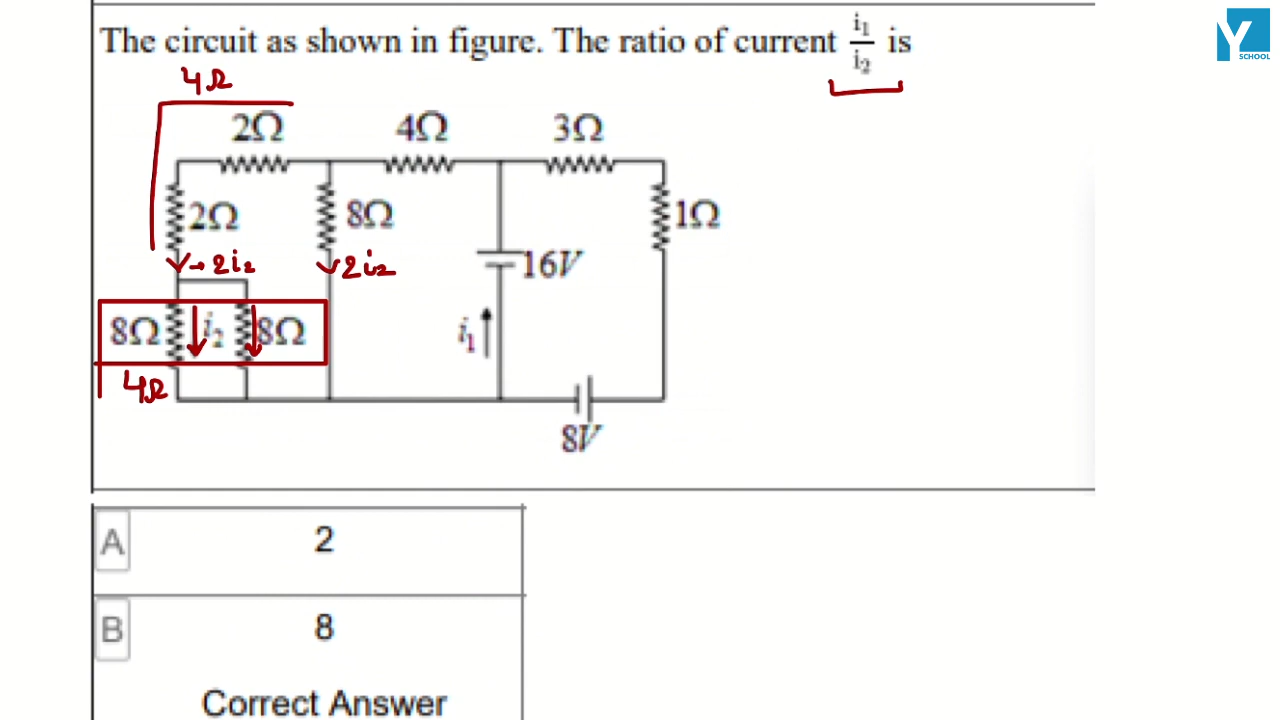 The circuit as shown in figure. The ratio of current i₁/i₂ is
Y
SCHOOL
4Ω
2Ω 4Ω 3Ω
2Ω 8Ω 1Ω
→2i₂ 2i₂ 16V
8Ω i₂ 8Ω i₁
4Ω
8V
A 2
B 8
Correct Answer